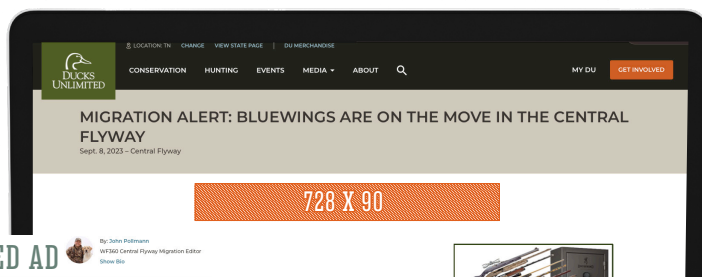 LOCATION: TN CHANGE VIEW STATE PAGE | DU MERCHANDISE
DUCKS
UNLIMITED
CONSERVATION HUNTING EVENTS MEDIA ABOUT MY DU GET INVOLVED
MIGRATION ALERT: BLUEWINGS ARE ON THE MOVE IN THE CENTRAL
FLYWAY
Sept. 8, 2023 – Central Flyway
728 X 90
ED AD
By: John Pollmann
WF360 Central Flyway Migration Editor
Show Bio